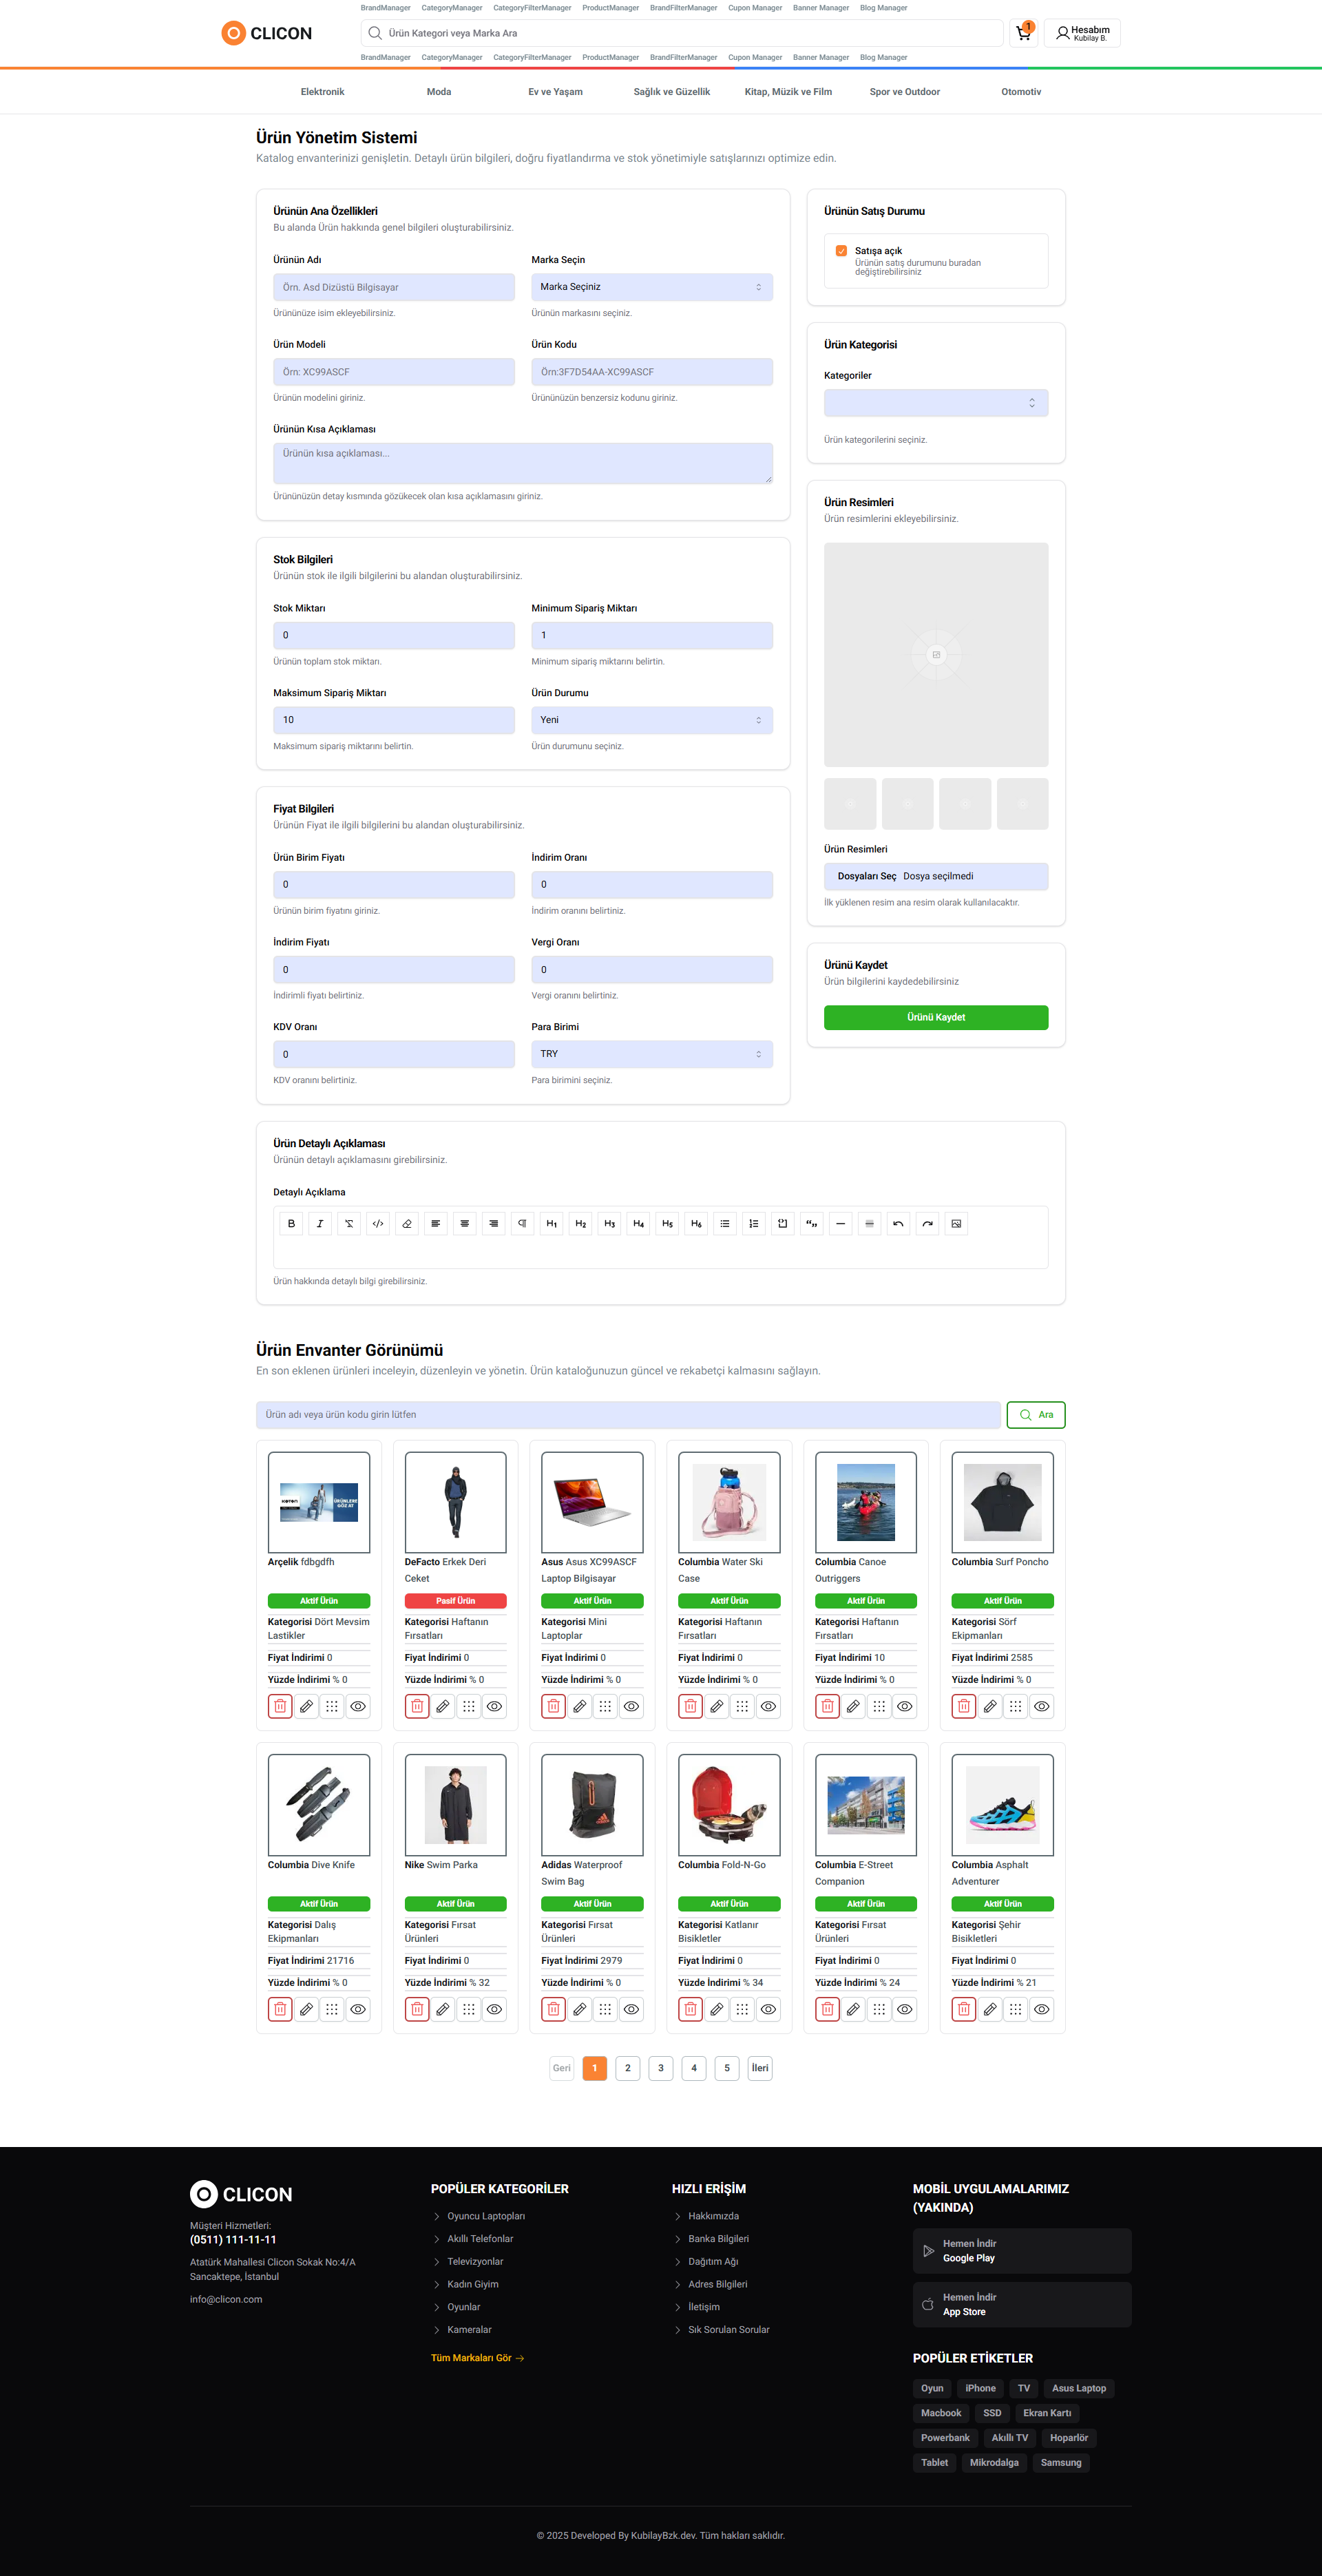 BrandManager CategoryManager CategoryFilterManager ProductManager BrandFilterManager Cupon Manager Banner Manager Blog Manager
CLICON
Ürün Kategori veya Marka Ara
1
Hesabım
Kubilay B.
BrandManager CategoryManager CategoryFilterManager ProductManager BrandFilterManager Cupon Manager Banner Manager Blog Manager
Elektronik Moda Ev ve Yaşam Sağlık ve Güzellik Kitap, Müzik ve Film Spor ve Outdoor Otomotiv
Ürün Yönetim Sistemi
Katalog envanterinizi genişletin. Detaylı ürün bilgileri, doğru fiyatlandırma ve stok yönetimiyle satışlarınızı optimize edin.
Ürünün Ana Özellikleri
Bu alanda Ürün hakkında genel bilgileri oluşturabilirsiniz.
Ürünün Adı Marka Seçin
Örn. Asd Dizüstü Bilgisayar Marka Seçiniz
Ürününüze isim ekleyebilirsiniz. Ürünün markasını seçiniz.
Ürün Modeli Ürün Kodu
Örn: XC99ASCF Örn:3F7D54AA-XC99ASCF
Ürünün modelini giriniz. Ürününüzün benzersiz kodunu giriniz.
Ürünün Kısa Açıklaması
Ürünün kısa açıklaması...
Ürününüzün detay kısmında gözükecek olan kısa açıklamasını giriniz.
Stok Bilgileri
Ürünün stok ile ilgili bilgilerini bu alandan oluşturabilirsiniz.
Stok Miktarı Minimum Sipariş Miktarı
0 1
Ürünün toplam stok miktarı. Minimum sipariş miktarını belirtin.
Maksimum Sipariş Miktarı Ürün Durumu
10 Yeni
Maksimum sipariş miktarını belirtin. Ürün durumunu seçiniz.
Fiyat Bilgileri
Ürünün Fiyat ile ilgili bilgilerini bu alandan oluşturabilirsiniz.
Ürün Birim Fiyatı İndirim Oranı
0 0
Ürünün birim fiyatını giriniz. İndirim oranını belirtiniz.
İndirim Fiyatı Vergi Oranı
0 0
İndirimli fiyatı belirtiniz. Vergi oranını belirtiniz.
KDV Oranı Para Birimi
0 TRY
KDV oranını belirtiniz. Para birimini seçiniz.
Ürünün Satış Durumu
Satışa açık
Ürünün satış durumunu buradan
değiştirebilirsiniz
Ürün Kategorisi
Kategoriler
Ürün kategorilerini seçiniz.
Ürün Resimleri
Ürün resimlerini ekleyebilirsiniz.
Ürün Resimleri
Dosyaları Seç Dosya seçilmedi
İlk yüklenen resim ana resim olarak kullanılacaktır.
Ürünü Kaydet
Ürün bilgilerini kaydedebilirsiniz
Ürünü Kaydet
Ürün Detaylı Açıklaması
Ürünün detaylı açıklamasını girebilirsiniz.
Detaylı Açıklama
B I H1 H2 H3 H4 H5 H6
Ürün hakkında detaylı bilgi girebilirsiniz.
Ürün Envanter Görünümü
En son eklenen ürünleri inceleyin, düzenleyin ve yönetin. Ürün kataloğunuzun güncel ve rekabetçi kalmasını sağlayın.
Ürün adı veya ürün kodu girin lütfen Ara
KOTON ÜRÜNLERE
GÖZ AT
Arçelik fdbgdfh
Aktif Ürün
Kategorisi Dört Mevsim
Lastikler
Fiyat İndirimi 0
Yüzde İndirimi % 0
DeFacto Erkek Deri
Ceket
Pasif Ürün
Kategorisi Haftanın
Fırsatları
Fiyat İndirimi 0
Yüzde İndirimi % 0
Asus Asus XC99ASCF
Laptop Bilgisayar
Aktif Ürün
Kategorisi Mini
Laptoplar
Fiyat İndirimi 0
Yüzde İndirimi % 0
Columbia Water Ski
Case
Aktif Ürün
Kategorisi Haftanın
Fırsatları
Fiyat İndirimi 0
Yüzde İndirimi % 0
Columbia Canoe
Outriggers
Aktif Ürün
Kategorisi Haftanın
Fırsatları
Fiyat İndirimi 10
Yüzde İndirimi % 0
Columbia Surf Poncho
Aktif Ürün
Kategorisi Sörf
Ekipmanları
Fiyat İndirimi 2585
Yüzde İndirimi % 0
Columbia Dive Knife
Aktif Ürün
Kategorisi Dalış
Ekipmanları
Fiyat İndirimi 21716
Yüzde İndirimi % 0
Nike Swim Parka
Aktif Ürün
Kategorisi Fırsat
Ürünleri
Fiyat İndirimi 0
Yüzde İndirimi % 32
Adidas Waterproof
Swim Bag
Aktif Ürün
Kategorisi Fırsat
Ürünleri
Fiyat İndirimi 2979
Yüzde İndirimi % 0
Columbia Fold-N-Go
Aktif Ürün
Kategorisi Katlanır
Bisikletler
Fiyat İndirimi 0
Yüzde İndirimi % 34
Columbia E-Street
Companion
Aktif Ürün
Kategorisi Fırsat
Ürünleri
Fiyat İndirimi 0
Yüzde İndirimi % 24
Columbia Asphalt
Adventurer
Aktif Ürün
Kategorisi Şehir
Bisikletleri
Fiyat İndirimi 0
Yüzde İndirimi % 21
Geri 1 2 3 4 5 İleri
CLICON
Müşteri Hizmetleri:
(0511) 111-11-11
Atatürk Mahallesi Clicon Sokak No:4/A
Sancaktepe, İstanbul
info@clicon.com
POPÜLER KATEGORİLER
Oyuncu Laptopları
Akıllı Telefonlar
Televizyonlar
Kadın Giyim
Oyunlar
Kameralar
Tüm Markaları Gör
HIZLI ERİŞİM
Hakkımızda
Banka Bilgileri
Dağıtım Ağı
Adres Bilgileri
İletişim
Sık Sorulan Sorular
MOBİL UYGULAMALARIMIZ
(YAKINDA)
Hemen İndir
Google Play
Hemen İndir
App Store
POPÜLER ETİKETLER
Oyun iPhone TV Asus Laptop
Macbook SSD Ekran Kartı
Powerbank Akıllı TV Hoparlör
Tablet Mikrodalga Samsung
© 2025 Developed By KubilayBzk.dev. Tüm hakları saklıdır.